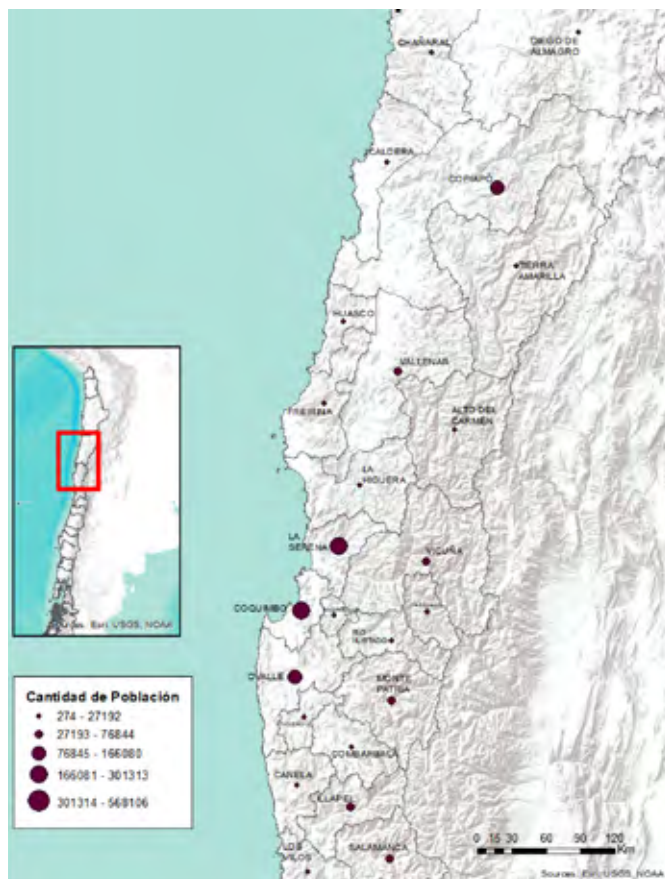 CHAÑARAL
DIEGO DE
ALMAGRO
CALDERA
COPIAPÓ
TIERRA
AMARILLA
HUASCO
VALLENAR
FREIRINA
ALTO DEL
CARMEN
LA
HIGUERA
LA
SERENA
VICUÑA
COQUIMBO
RIO
HURTADO
OVALLE
MONTE
PATRIA
COMBARBALÁ
CANELA
ILLAPEL
LOS
VILOS
SALAMANCA
Sources: Esri, USGS, NOAA
Cantidad de Población
274 - 27192
27193 - 76844
76845 - 166080
166081 - 301313
301314 - 568106
0 15 30 60 90 120
Km
Sources: Esri, USGS, NOAA